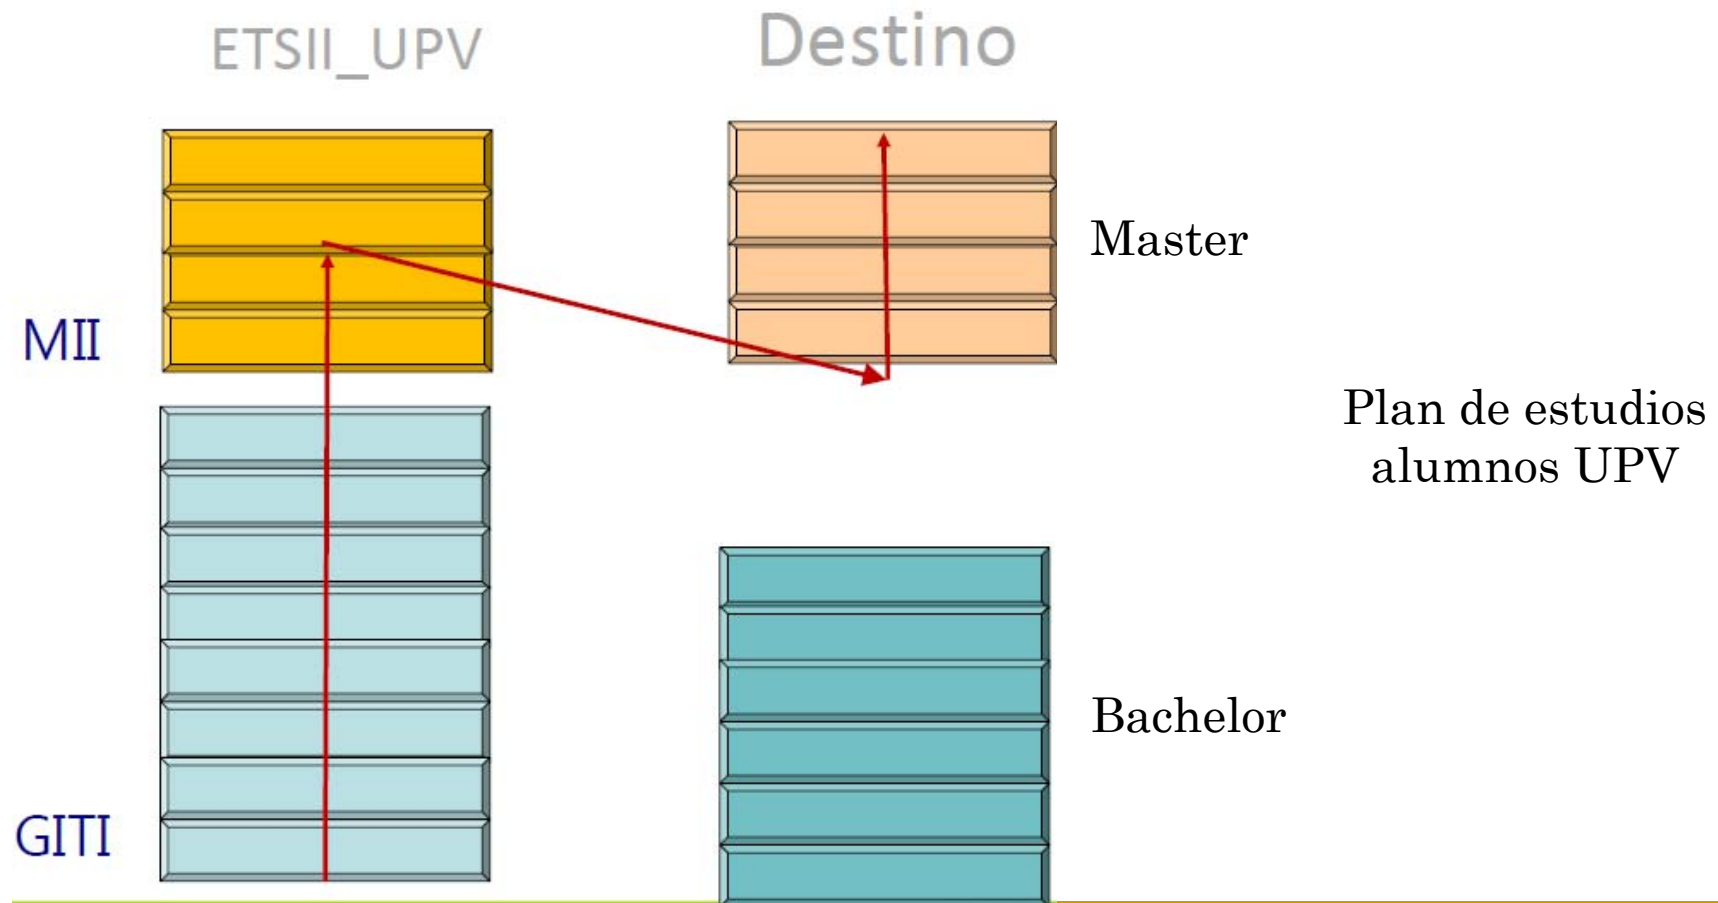 ETSII_UPV
Destino
Master
MII
Plan de estudios
alumnos UPV
Bachelor
GITI